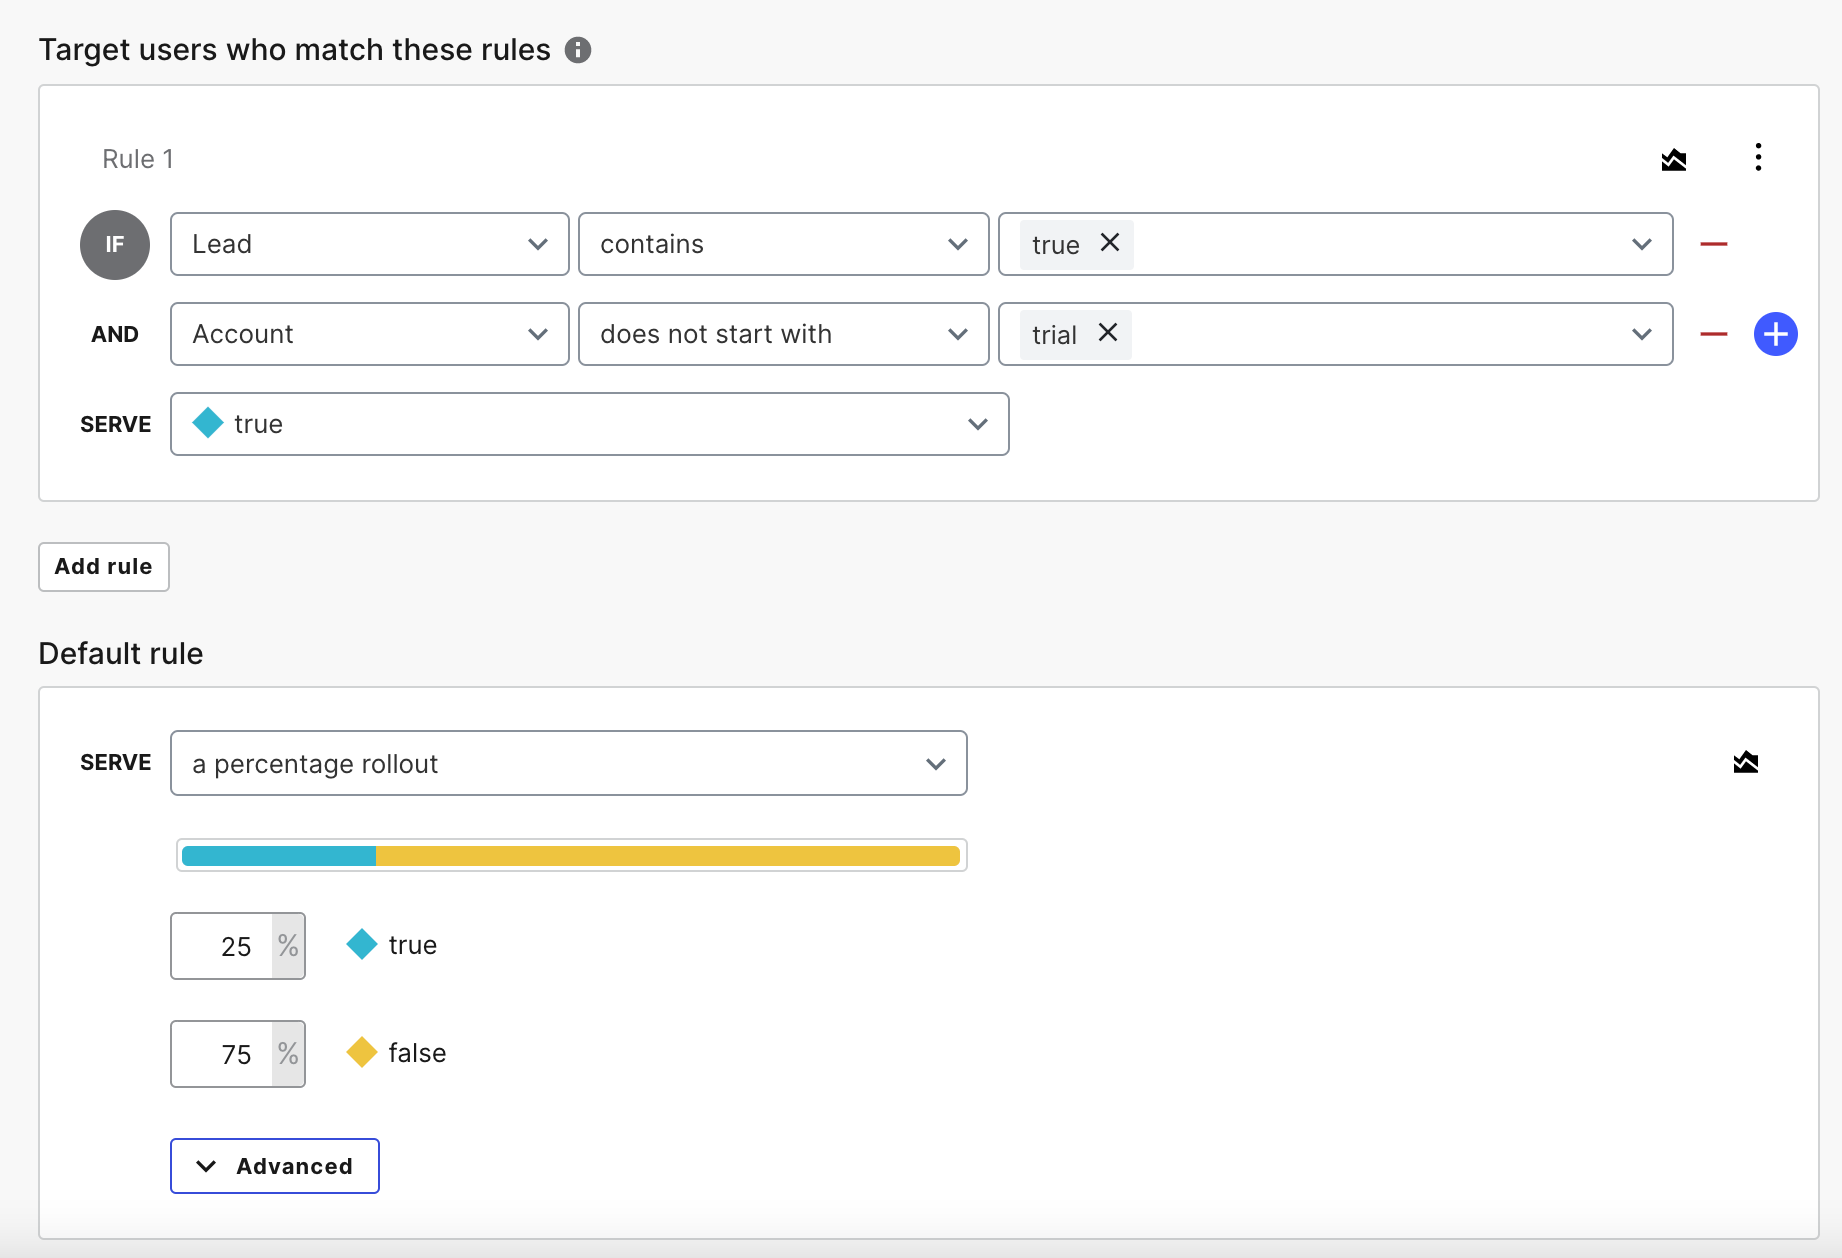 Target users who match these rules
Rule 1
IF Lead contains true
AND Account does not start with trial
SERVE true
Add rule
Default rule
SERVE a percentage rollout
25 % true
75 % false
Advanced